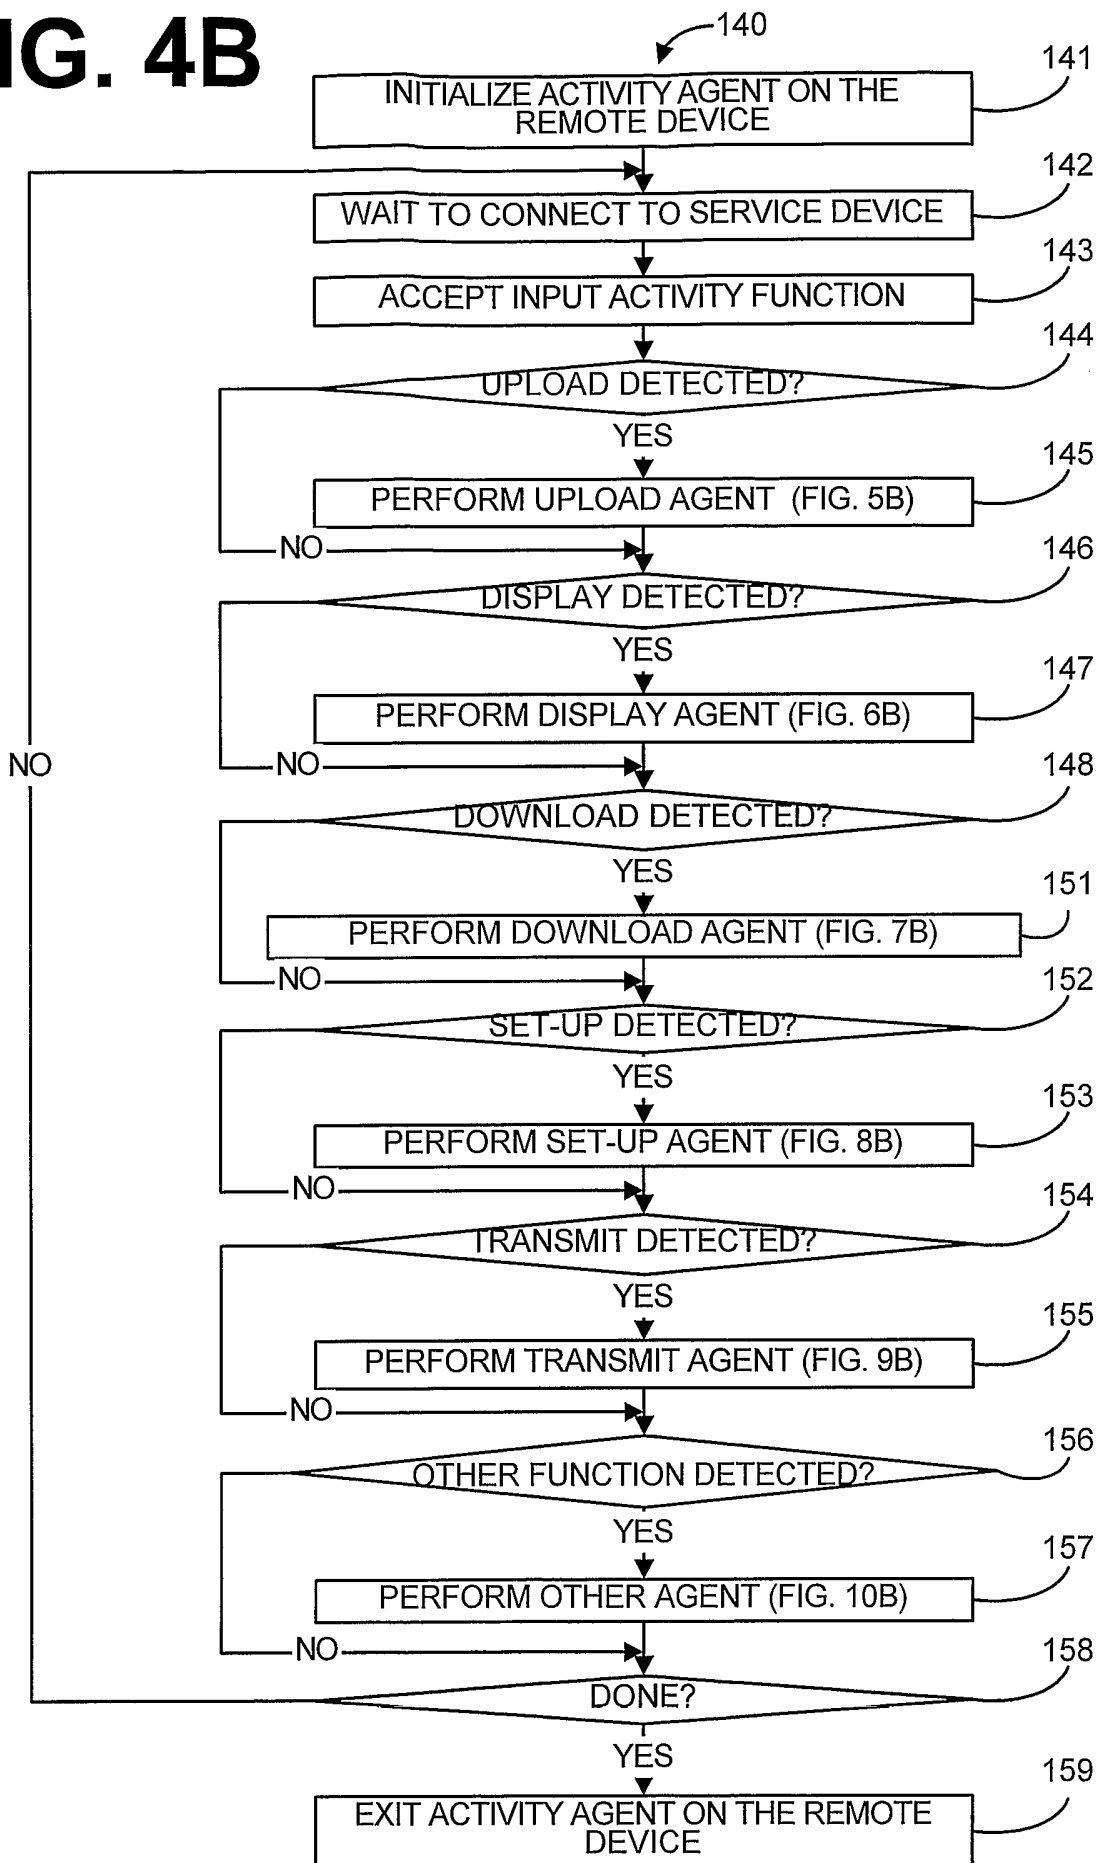 IG. 4B
140
INITIALIZE ACTIVITY AGENT ON THE
REMOTE DEVICE
141
WAIT TO CONNECT TO SERVICE DEVICE
142
ACCEPT INPUT ACTIVITY FUNCTION
143
UPLOAD DETECTED?
144
YES
PERFORM UPLOAD AGENT (FIG. 5B)
145
NO
DISPLAY DETECTED?
146
YES
PERFORM DISPLAY AGENT (FIG. 6B)
147
NO
NO
DOWNLOAD DETECTED?
148
YES
PERFORM DOWNLOAD AGENT (FIG. 7B)
151
NO
SET-UP DETECTED?
152
YES
PERFORM SET-UP AGENT (FIG. 8B)
153
NO
TRANSMIT DETECTED?
154
YES
PERFORM TRANSMIT AGENT (FIG. 9B)
155
NO
OTHER FUNCTION DETECTED?
156
YES
PERFORM OTHER AGENT (FIG. 10B)
157
NO
DONE?
158
YES
EXIT ACTIVITY AGENT ON THE REMOTE
DEVICE
159